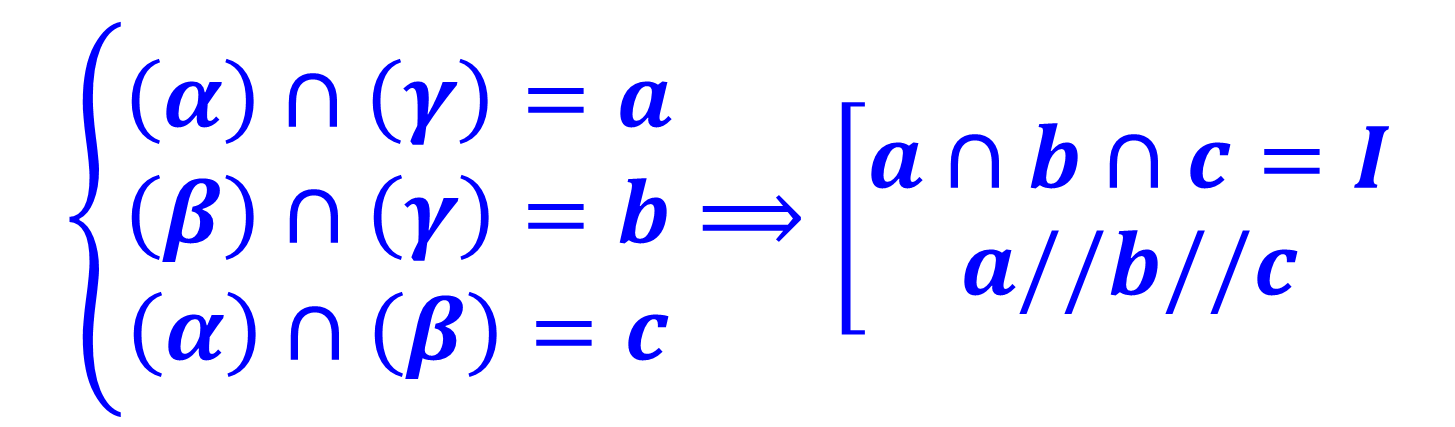 (α) ∩ (γ) = a
(β) ∩ (γ) = b
(α) ∩ (β) = c
⟹
a ∩ b ∩ c = I
a//b//c